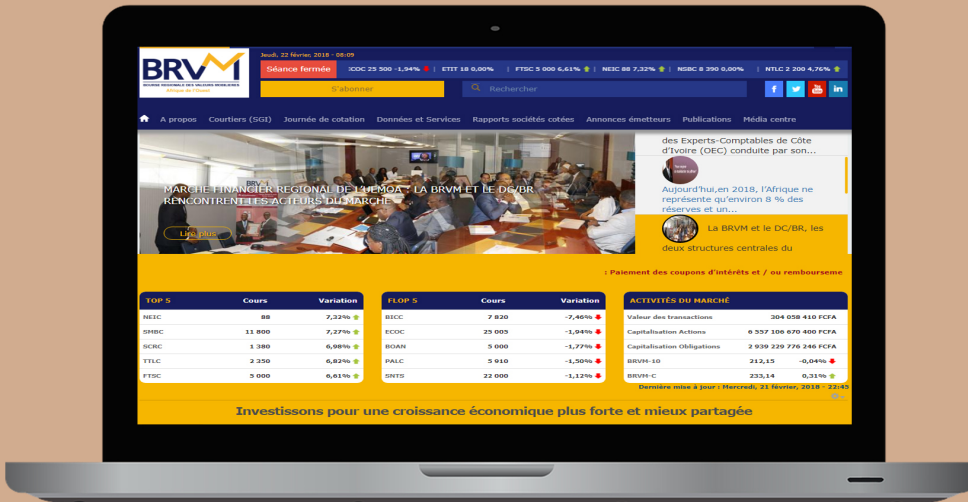 BRVM
BOURSE REGIONALE DES VALEURS MOBILIERES
Afrique de l'Ouest
Jeudi, 22 février, 2018 - 08:09
Séance fermée
:COC 25 500 -1,94% | ETIT 18 0,00% | FTSC 5 000 6,61% | NEIC 88 7,32% | NSBC 8 390 0,00% | NTLC 2 200 4,76%
S'abonner
Rechercher
A propos Courtiers (SGI) Journée de cotation Données et Services Rapports sociétés cotées Annonces émetteurs Publications Média centre
MARCHE FINANCIER REGIONAL DE L'UEMOA : LA BRVM ET LE DC/BR
RENCONTRENT LES ACTEURS DU MARCHE
Lire plus
des Experts-Comptables de Côte
d'Ivoire (OEC) conduite par son...
Aujourd'hui,en 2018, l'Afrique ne
représente qu'environ 8 % des
réserves et un...
La BRVM et le DC/BR, les
deux structures centrales du
: Paiement des coupons d'intérêts et / ou rembourseme
TOP 5 Cours Variation
NEIC 88 7,32%
SMBC 11 800 7,27%
SCRC 1 380 6,98%
TTLC 2 350 6,82%
FTSC 5 000 6,61%
FLOP 5 Cours Variation
BICC 7 820 -7,46%
ECOC 25 005 -1,94%
BOAN 5 000 -1,77%
PALC 5 910 -1,50%
SNTS 22 000 -1,12%
ACTIVITÉS DU MARCHÉ
Valeur des transactions 304 058 410 FCFA
Capitalisation Actions 6 557 106 670 400 FCFA
Capitalisation Obligations 2 939 229 776 246 FCFA
BRVM-10 212,15 -0,04%
BRVM-C 233,14 0,31%
Dernière mise à jour : Mercredi, 21 février, 2018 - 22:45
Investissons pour une croissance économique plus forte et mieux partagée